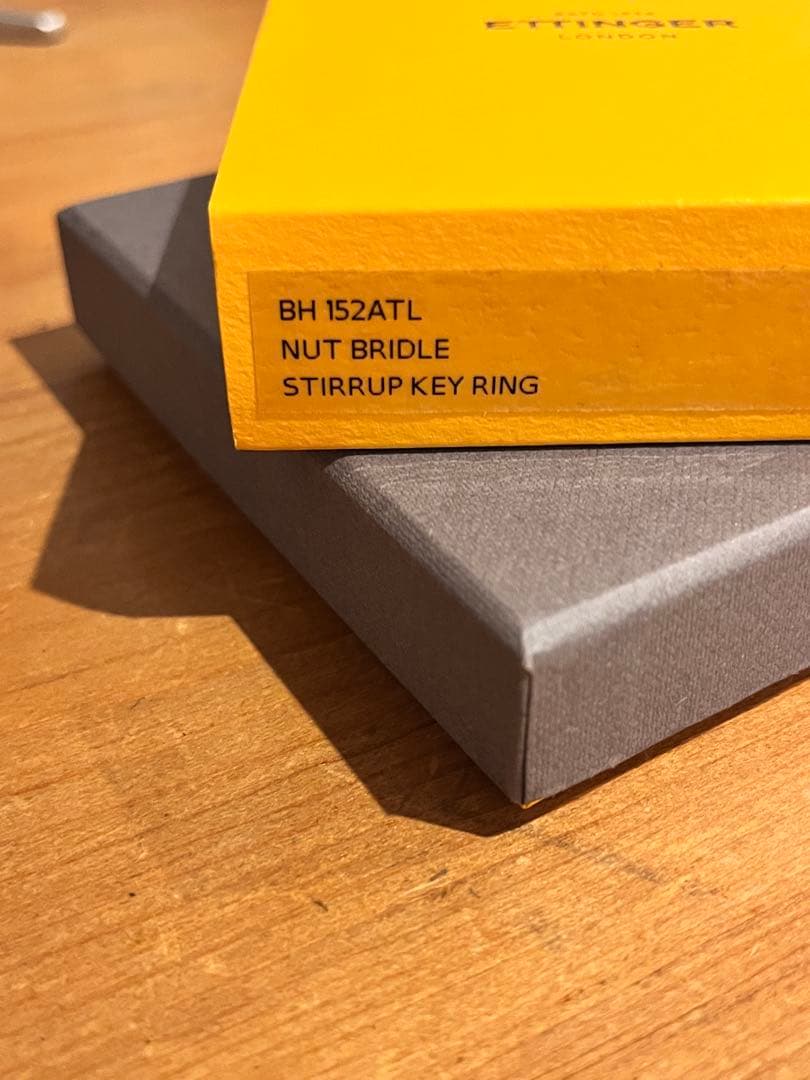 ETTINGER
LONDON
BH 152ATL
NUT BRIDLE
STIRRUP KEY RING